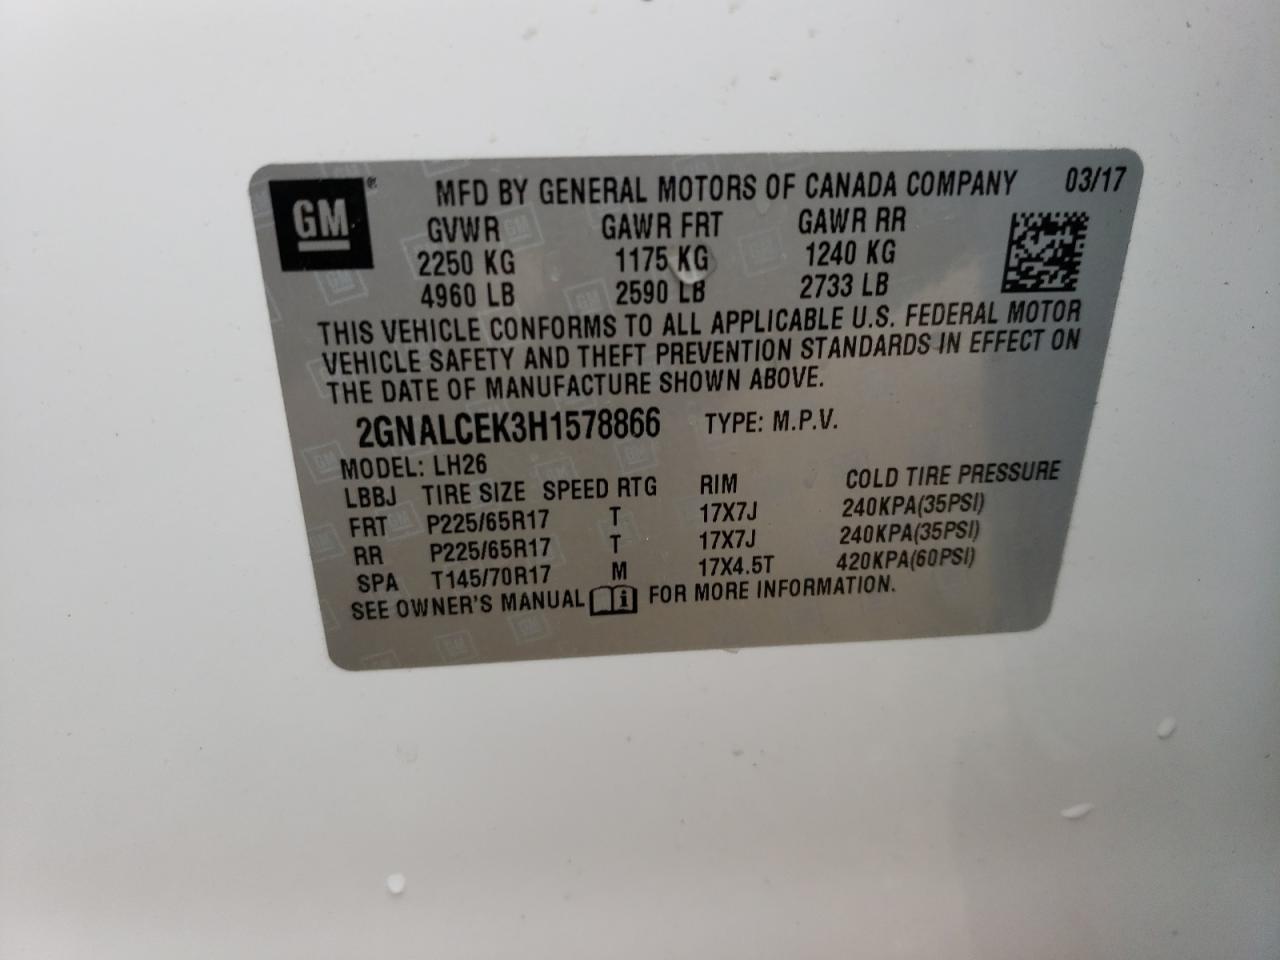 GM® MFD BY GENERAL MOTORS OF CANADA COMPANY 03/17
GVWR GAWR FRT GAWR RR
2250 KG 1175 KG 1240 KG
4960 LB 2590 LB 2733 LB
THIS VEHICLE CONFORMS TO ALL APPLICABLE U.S. FEDERAL MOTOR
VEHICLE SAFETY AND THEFT PREVENTION STANDARDS IN EFFECT ON
THE DATE OF MANUFACTURE SHOWN ABOVE.
2GNALCEK3H1578866 TYPE: M.P.V.
MODEL: LH26
LBBJ TIRE SIZE SPEED RTG RIM COLD TIRE PRESSURE
FRT P225/65R17 T 17X7J 240KPA(35PSI)
RR P225/65R17 T 17X7J 240KPA(35PSI)
SPA T145/70R17 M 17X4.5T 420KPA(60PSI)
SEE OWNER'S MANUAL i FOR MORE INFORMATION.